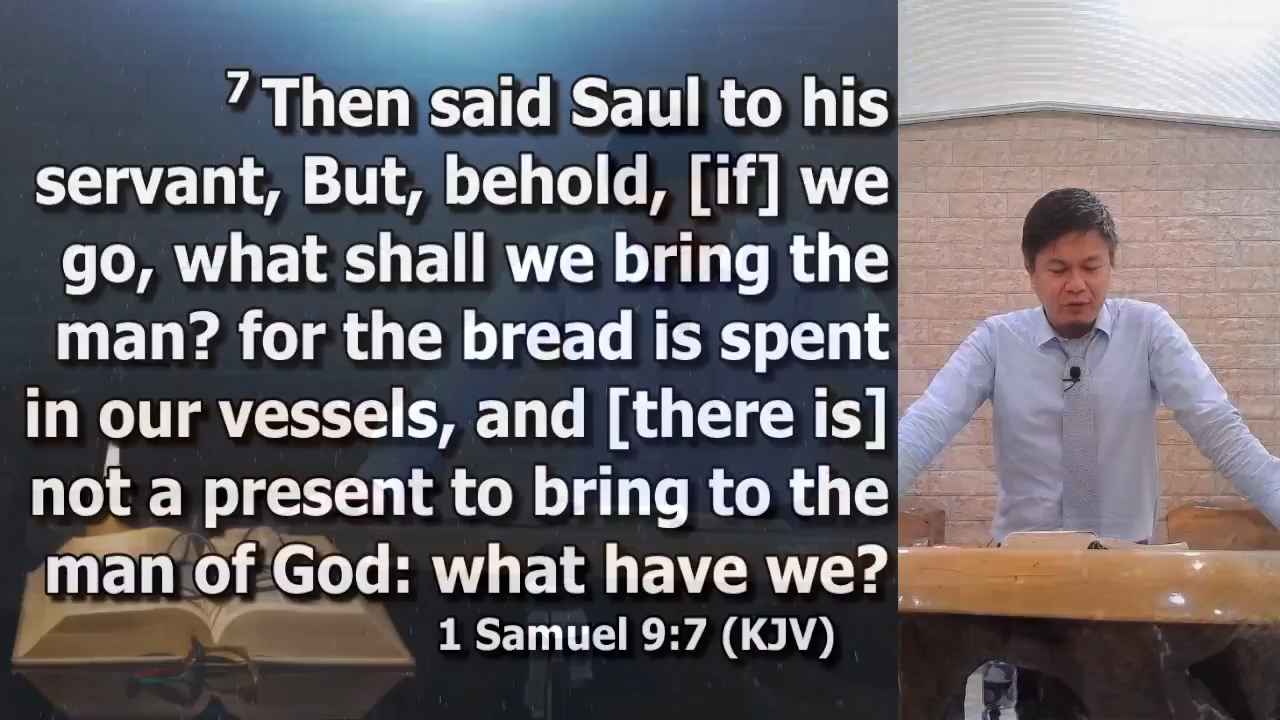 7 Then said Saul to his
servant, But, behold, [if] we
go, what shall we bring the
man? for the bread is spent
in our vessels, and [there is]
not a present to bring to the
man of God: what have we?
1 Samuel 9:7 (KJV)